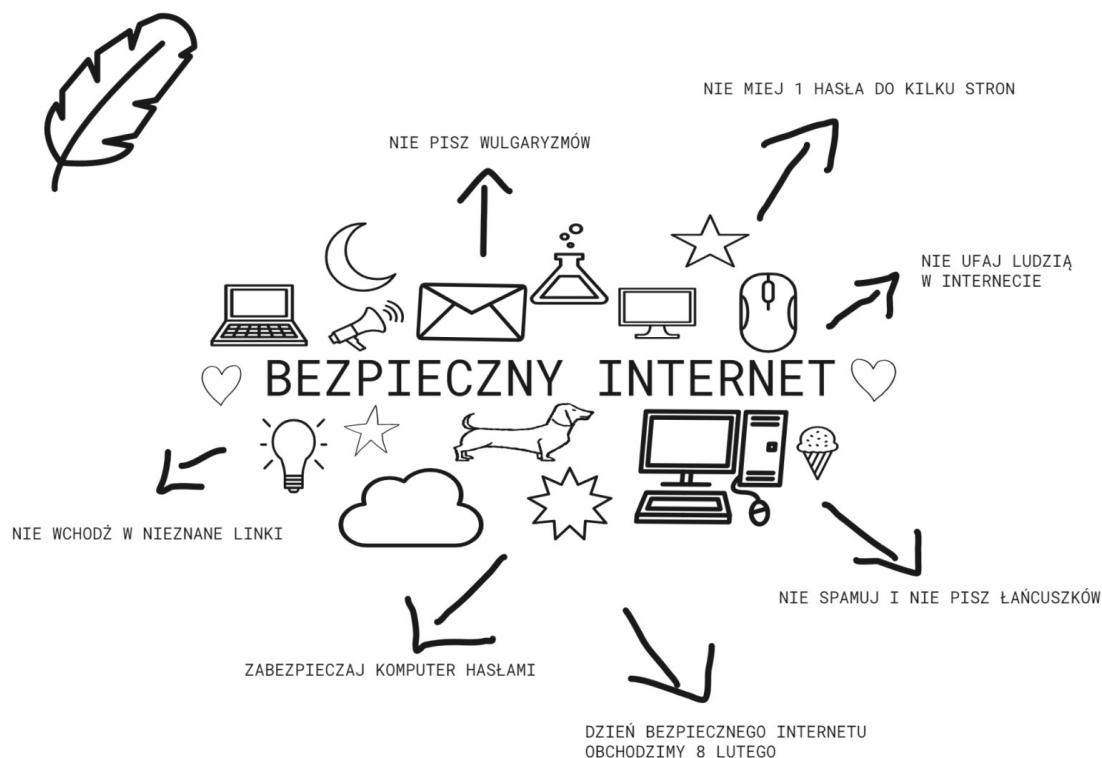 NIE MIEJ 1 HASŁA DO KILKU STRON
NIE PISZ WULGARYZMÓW
NIE UFAJ LUDZIĄ
W INTERNECIE
BEZPIECZNY INTERNET
NIE WCHODŹ W NIEZNANE LINKI
NIE SPAMUJ I NIE PISZ ŁAŃCUSZKÓW
ZABEZPIECZAJ KOMPUTER HASŁAMI
DZIEŃ BEZPIECZNEGO INTERNETU
OBCHODZIMY 8 LUTEGO